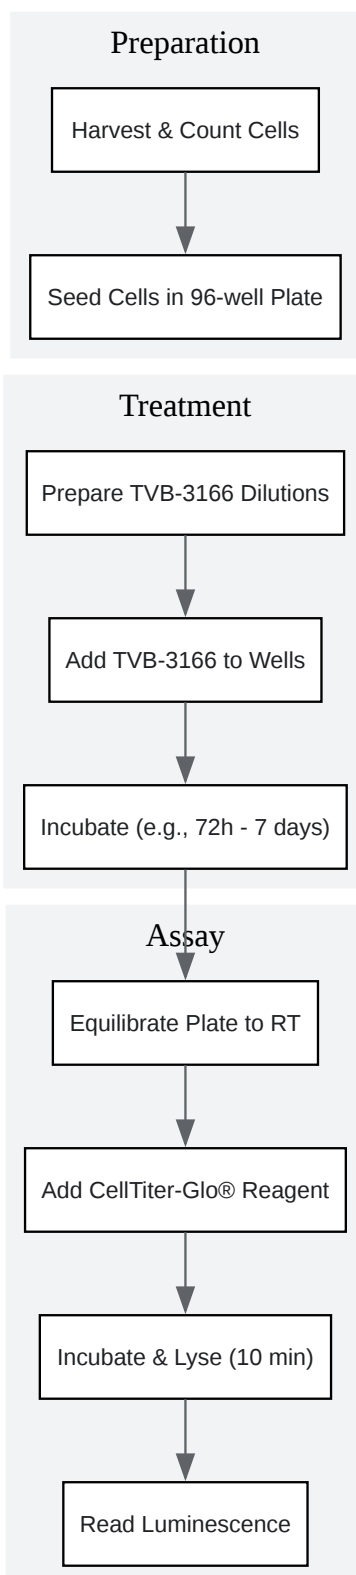 Preparation
Harvest & Count Cells
Seed Cells in 96-well Plate
Treatment
Prepare TVB-3166 Dilutions
Add TVB-3166 to Wells
Incubate (e.g., 72h - 7 days)
Assay
Equilibrate Plate to RT
Add CellTiter-Glo® Reagent
Incubate & Lyse (10 min)
Read Luminescence